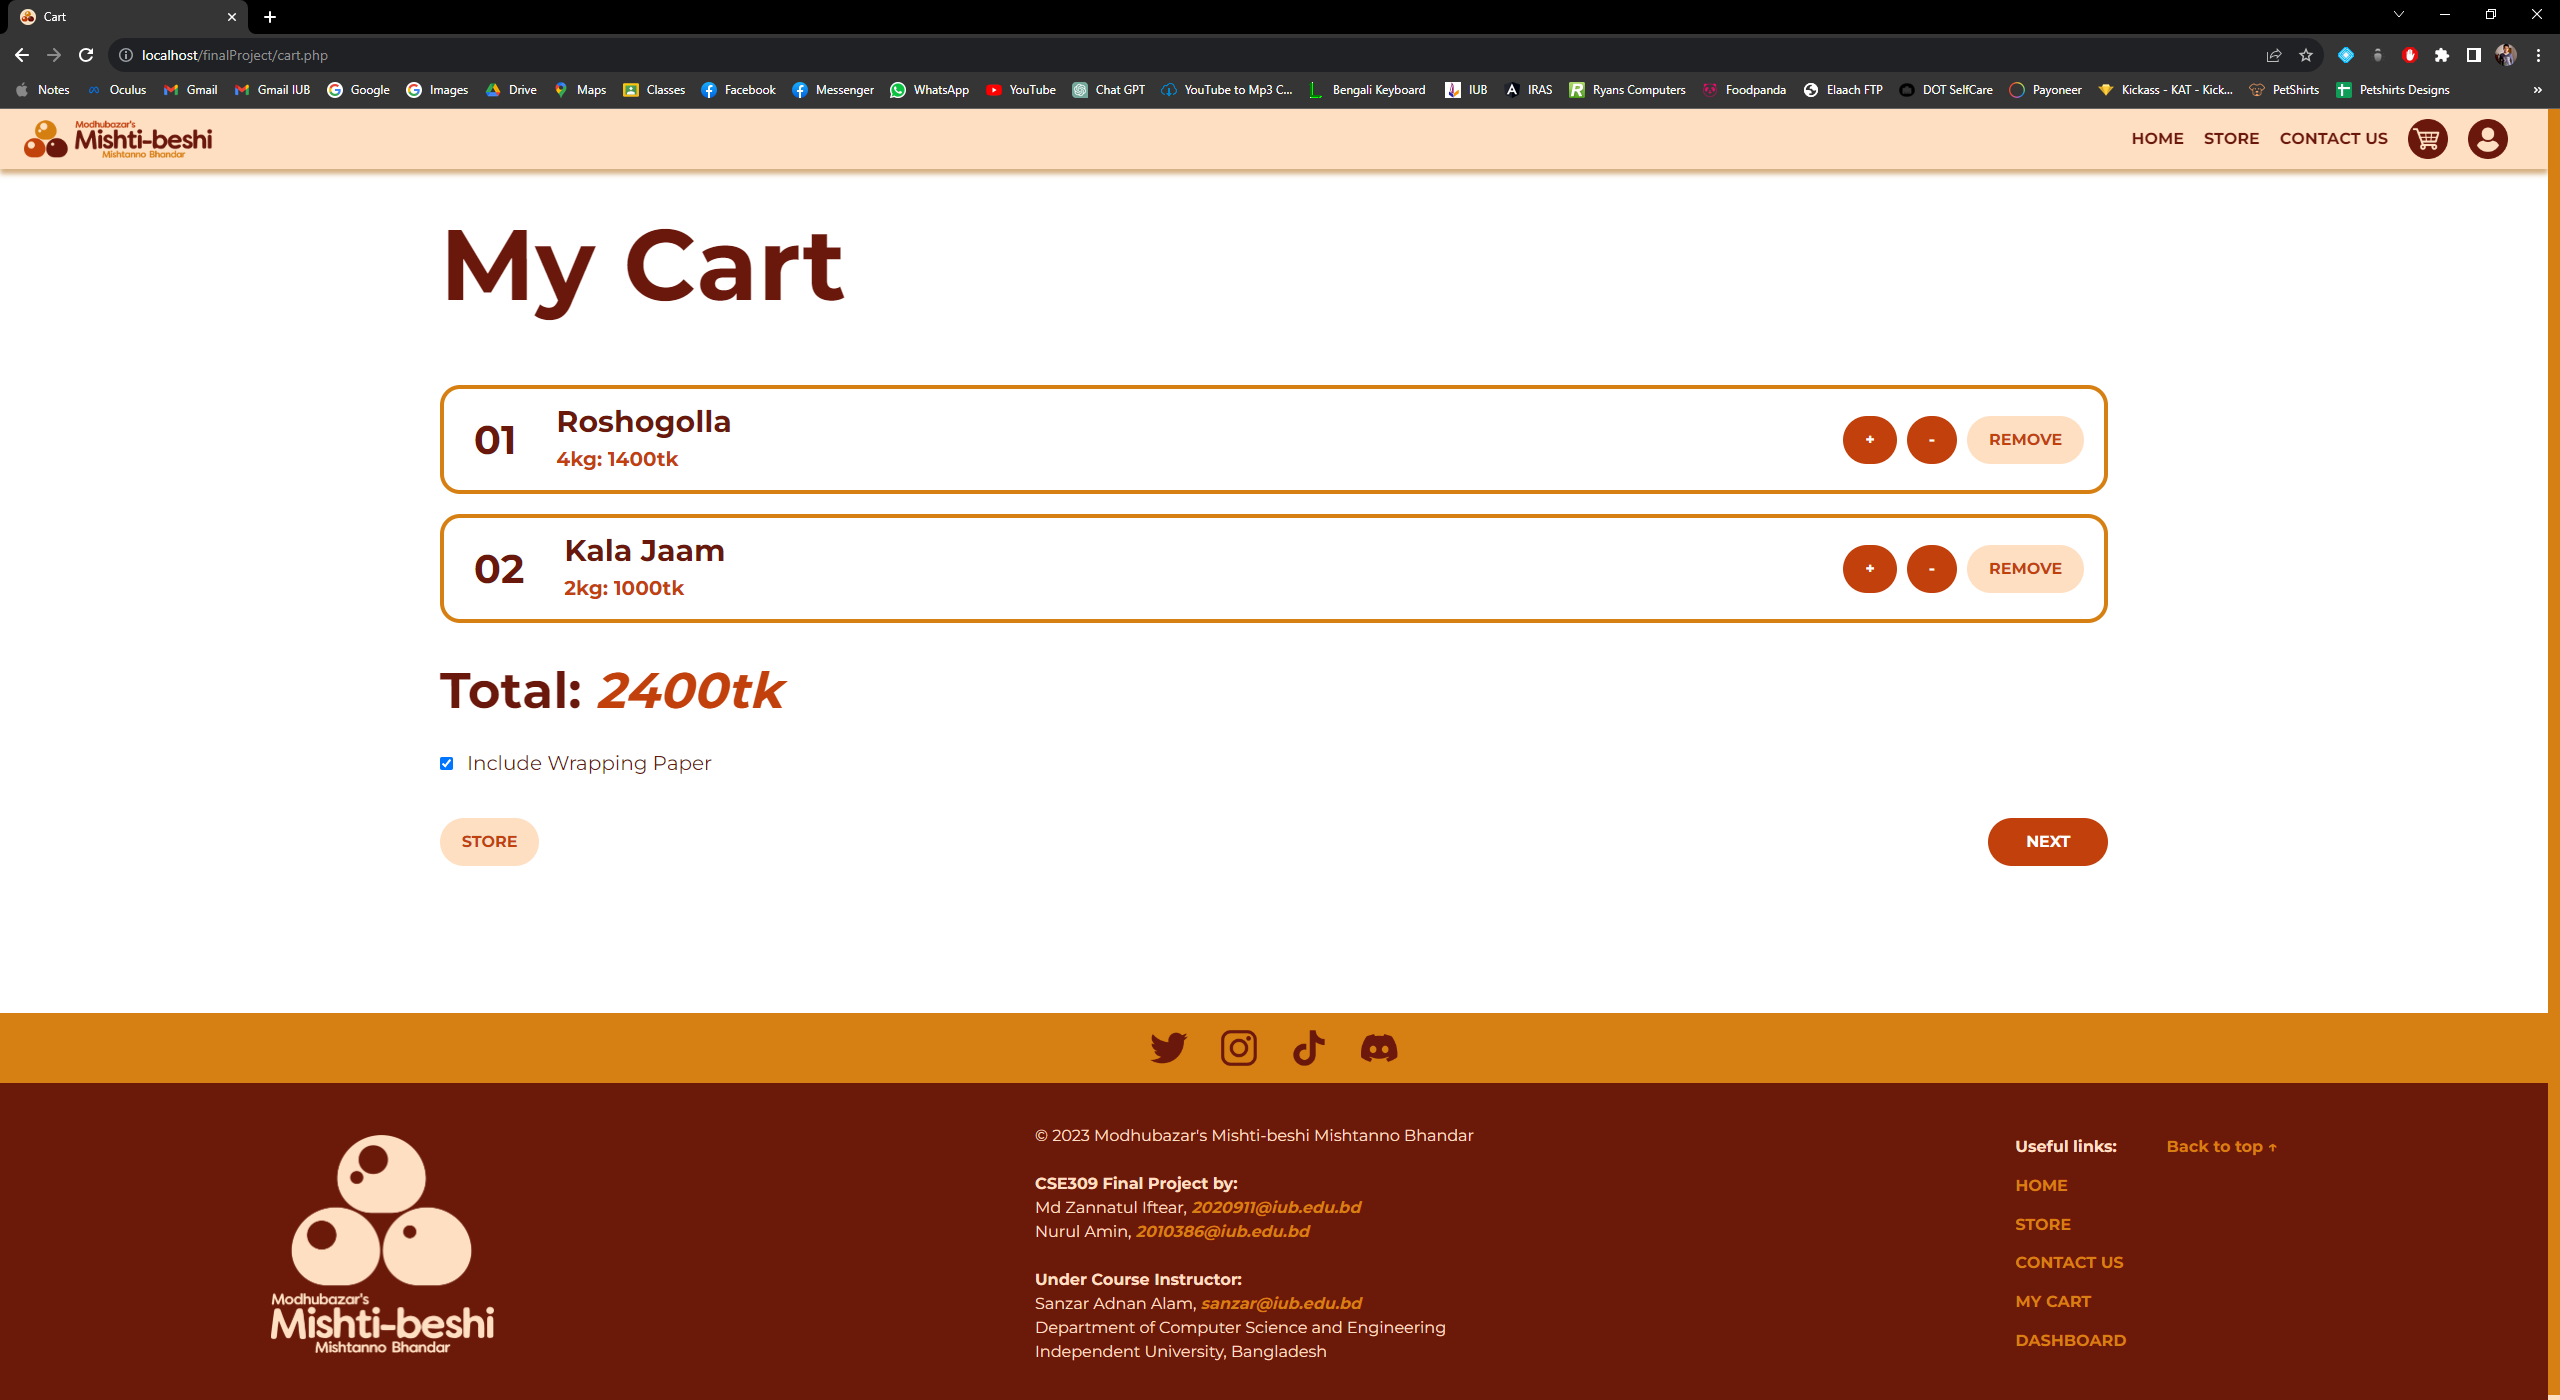 Cart
localhost/finalProject/cart.php
Notes Oculus Gmail Gmail IUB Google Images Drive Maps Classes Facebook Messenger WhatsApp YouTube Chat GPT YouTube to Mp3 C... Bengali Keyboard IUB IRAS Ryans Computers Foodpanda Elaach FTP DOT SelfCare Payoneer Kickass - KAT - Kick... PetShirts Petshirts Designs »
Modhubazar's
Mishti-beshi
Mishtanno Bhandar
HOME STORE CONTACT US
My Cart
01
Roshogolla
4kg: 1400tk
+ - REMOVE
02
Kala Jaam
2kg: 1000tk
+ - REMOVE
Total: 2400tk
Include Wrapping Paper
STORE
NEXT
Modhubazar's
Mishti-beshi
Mishtanno Bhandar
© 2023 Modhubazar's Mishti-beshi Mishtanno Bhandar
CSE309 Final Project by:
Md Zannatul Iftear, 2020911@iub.edu.bd
Nurul Amin, 2010386@iub.edu.bd
Under Course Instructor:
Sanzar Adnan Alam, sanzar@iub.edu.bd
Department of Computer Science and Engineering
Independent University, Bangladesh
Useful links:
HOME
STORE
CONTACT US
MY CART
DASHBOARD
Back to top ↑